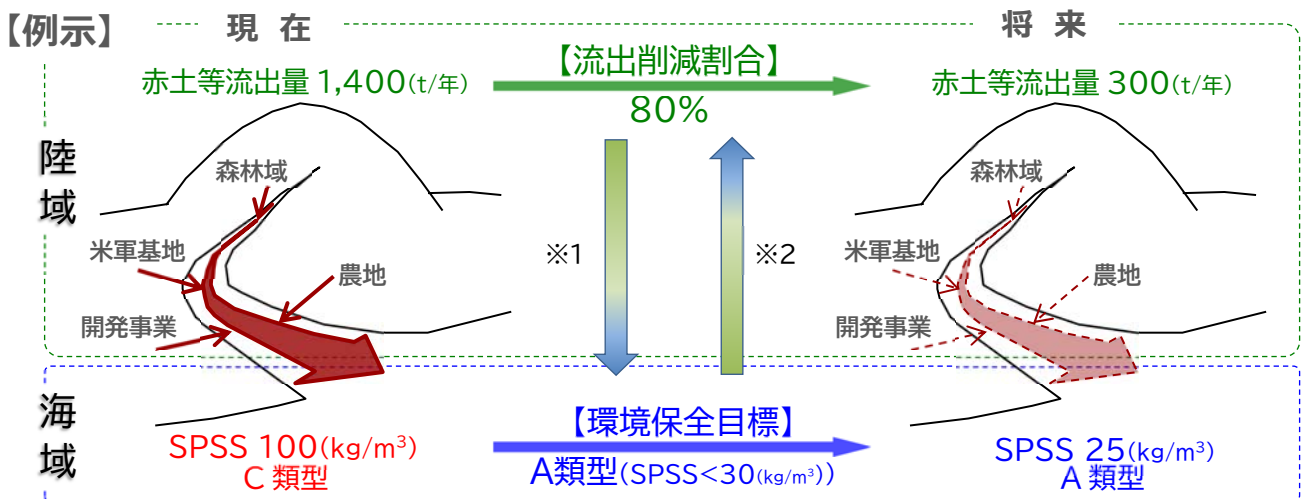 【例示】
現 在
将 来
赤土等流出量 1,400(t/年)
【流出削減割合】
80%
赤土等流出量 300(t/年)
陸域
森林域
米軍基地
農地
開発事業
※1
※2
森林域
米軍基地
農地
開発事業
海域
SPSS 100(kg/m³)
C 類型
【環境保全目標】
A類型(SPSS<30(kg/m³))
SPSS 25(kg/m³)
A 類型